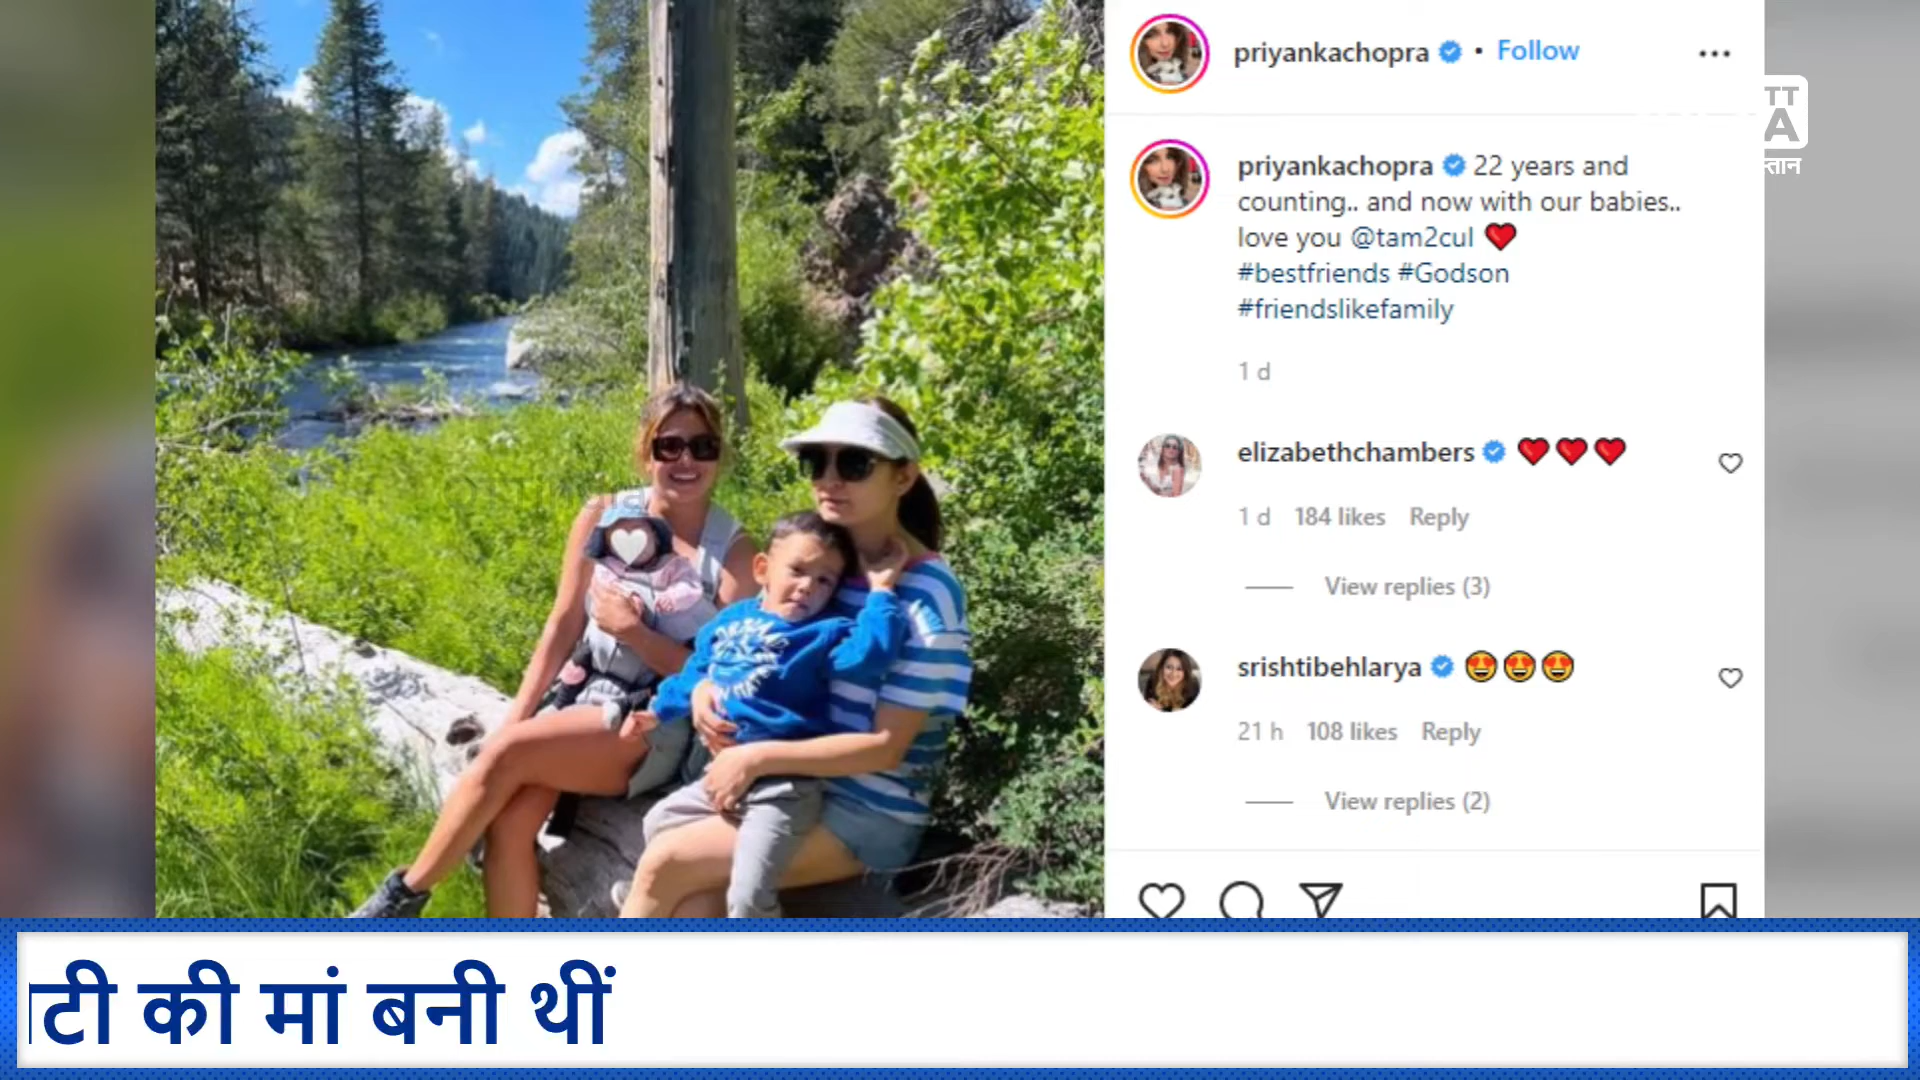 priyankachopra • Follow
TT
A
स्तान
priyankachopra 22 years and
counting.. and now with our babies..
love you @tam2cul ❤️
#bestfriends #Godson
#friendslikefamily
1 d
elizabethchambers ❤️❤️❤️
1 d 184 likes Reply
View replies (3)
srishtibehlarya 😍😍😍
21 h 108 likes Reply
View replies (2)
टी की मां बनी थीं